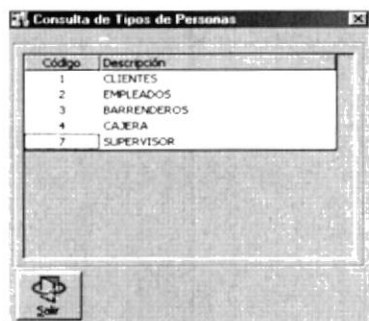 Consulta de Tipos de Personas
Código Descripción
1 CLIENTES
2 EMPLEADOS
3 BARRENDEROS
4 CAJERA
7 SUPERVISOR
Salir